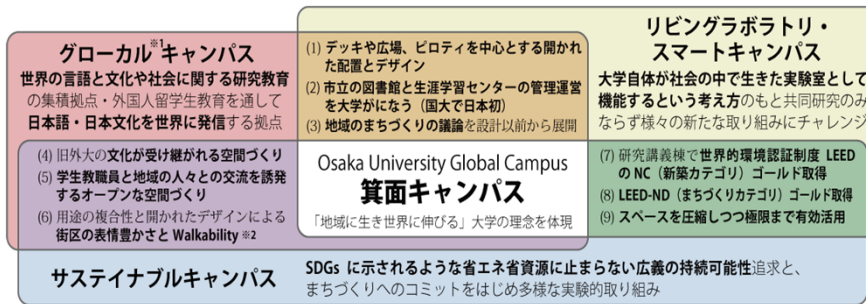 グローカル※1キャンパス
世界の言語と文化や社会に関する研究教育
の集積拠点・外国人留学生教育を通して
日本語・日本文化を世界に発信する拠点
(1) デッキや広場、ピロティを中心とする開かれ
た配置とデザイン
(2) 市立の図書館と生涯学習センターの管理運営
を大学がになう（国大で日本初）
(3) 地域のまちづくりの議論を設計以前から展開
リビングラボラトリ・
スマートキャンパス
大学自体が社会の中で生きた実験室として
機能するという考え方のもと共同研究のみ
ならず様々の新たな取り組みにチャレンジ
(4) 旧外大の文化が受け継がれる空間づくり
(5) 学生教職員と地域の人々との交流を誘発
するオープンな空間づくり
(6) 用途の複合性と開かれたデザインによる
街区の表情豊かさと Walkability ※2
Osaka University Global Campus
箕面キャンパス
「地域に生き世界に伸びる」大学の理念を体現
(7) 研究講義棟で世界的環境認証制度 LEED
の NC（新築カテゴリ）ゴールド取得
(8) LEED-ND（まちづくりカテゴリ）ゴールド取得
(9) スペースを圧縮しつつ極限まで有効活用
サステイナブルキャンパス
SDGs に示されるような省エネ省資源に止まらない広義の持続可能性追求と、
まちづくりへのコミットをはじめ多様な実験的取り組み